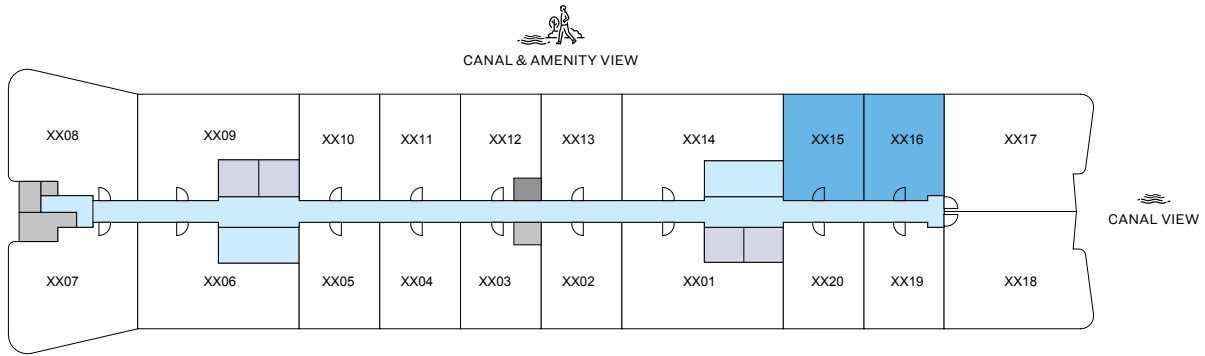 CANAL & AMENITY VIEW
XX08
XX09
XX10
XX11
XX12
XX13
XX14
XX15
XX16
XX17
CANAL VIEW
XX07
XX06
XX05
XX04
XX03
XX02
XX01
XX20
XX19
XX18